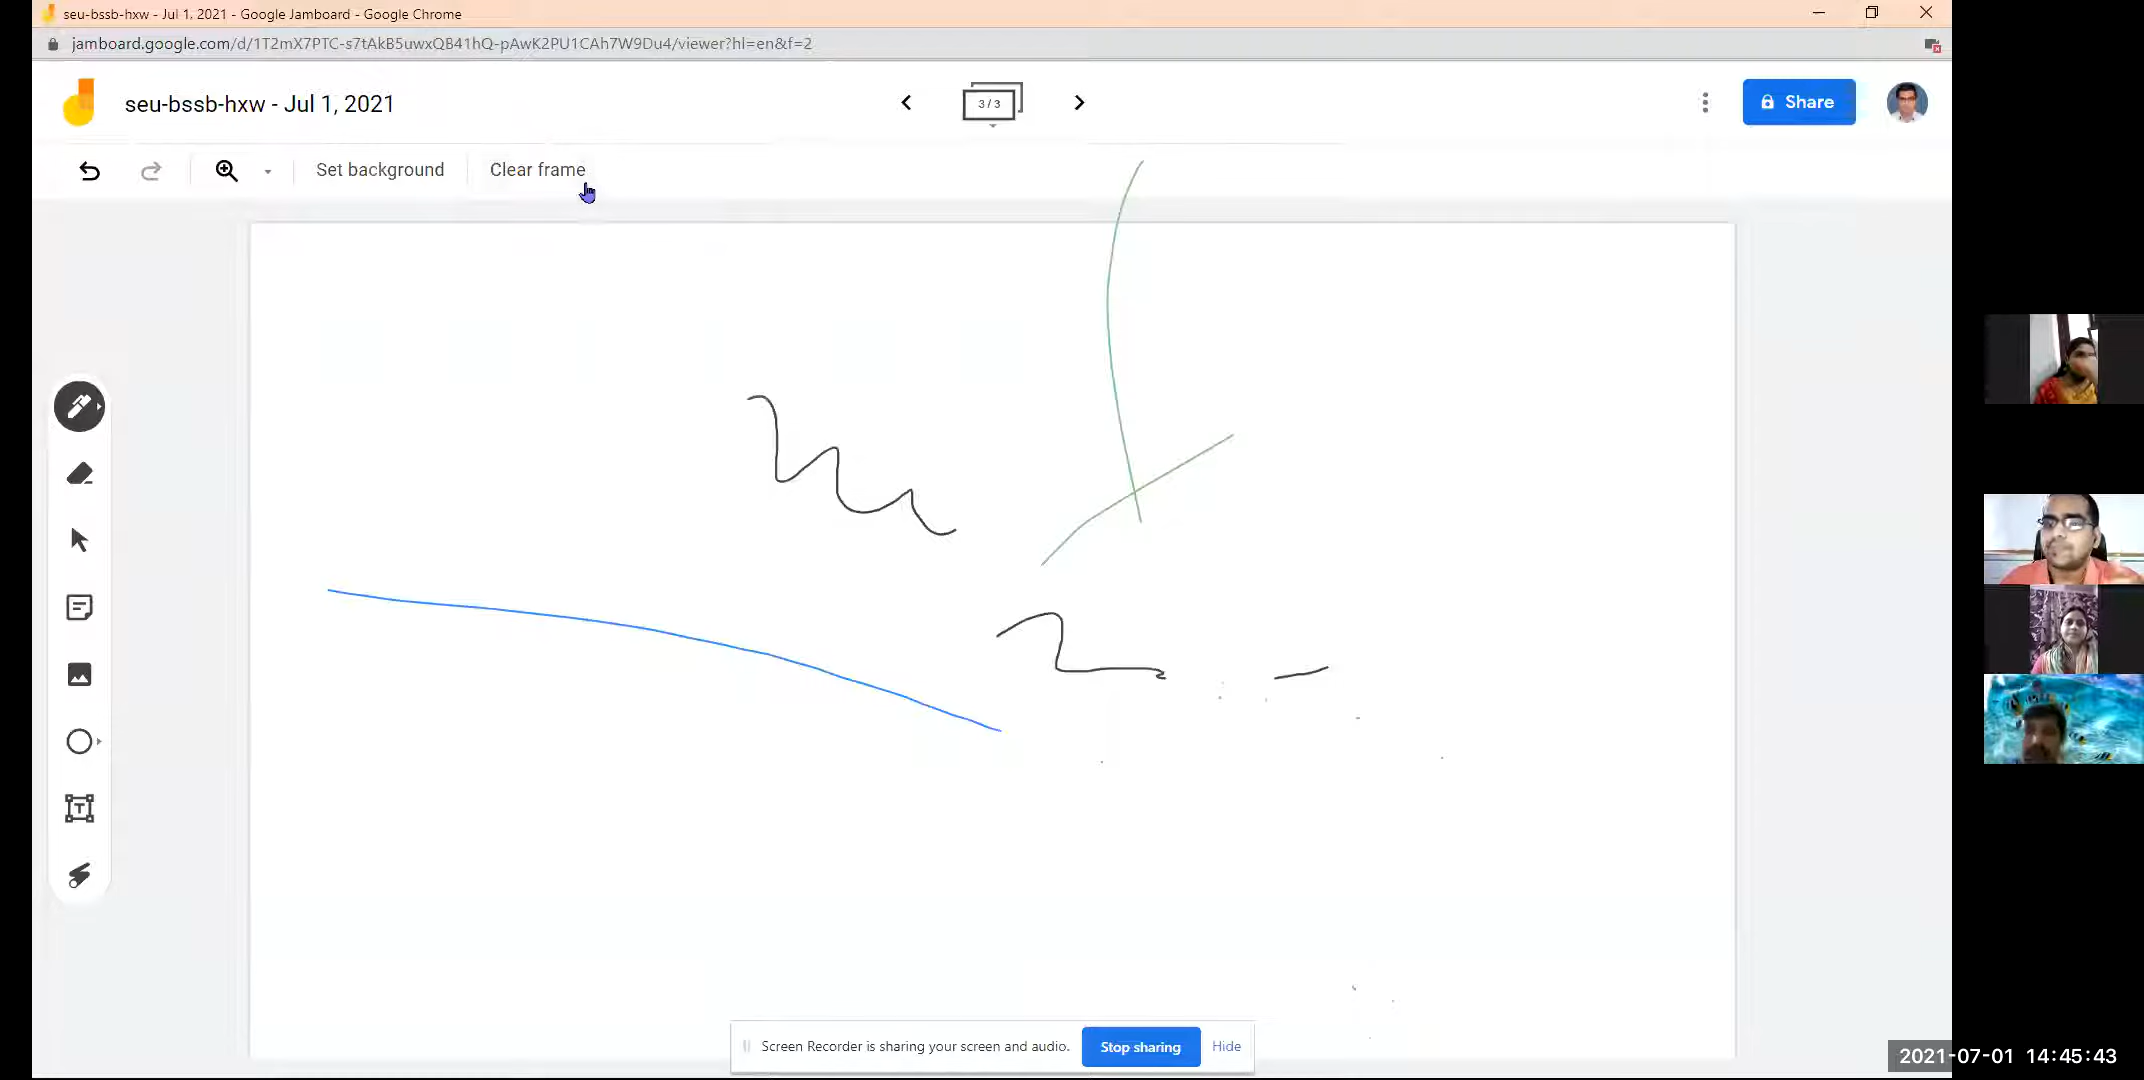 seu-bssb-hxw - Jul 1, 2021 - Google Jamboard - Google Chrome
jamboard.google.com/d/1T2mX7PTC-s7tAkB5uwxQB41hQ-pAwK2PU1CAh7W9Du4/viewer?hl=en&f=2
seu-bssb-hxw - Jul 1, 2021
3 / 3
Share
Set background
Clear frame
Screen Recorder is sharing your screen and audio.
Stop sharing
Hide
2021-07-01 14:45:43